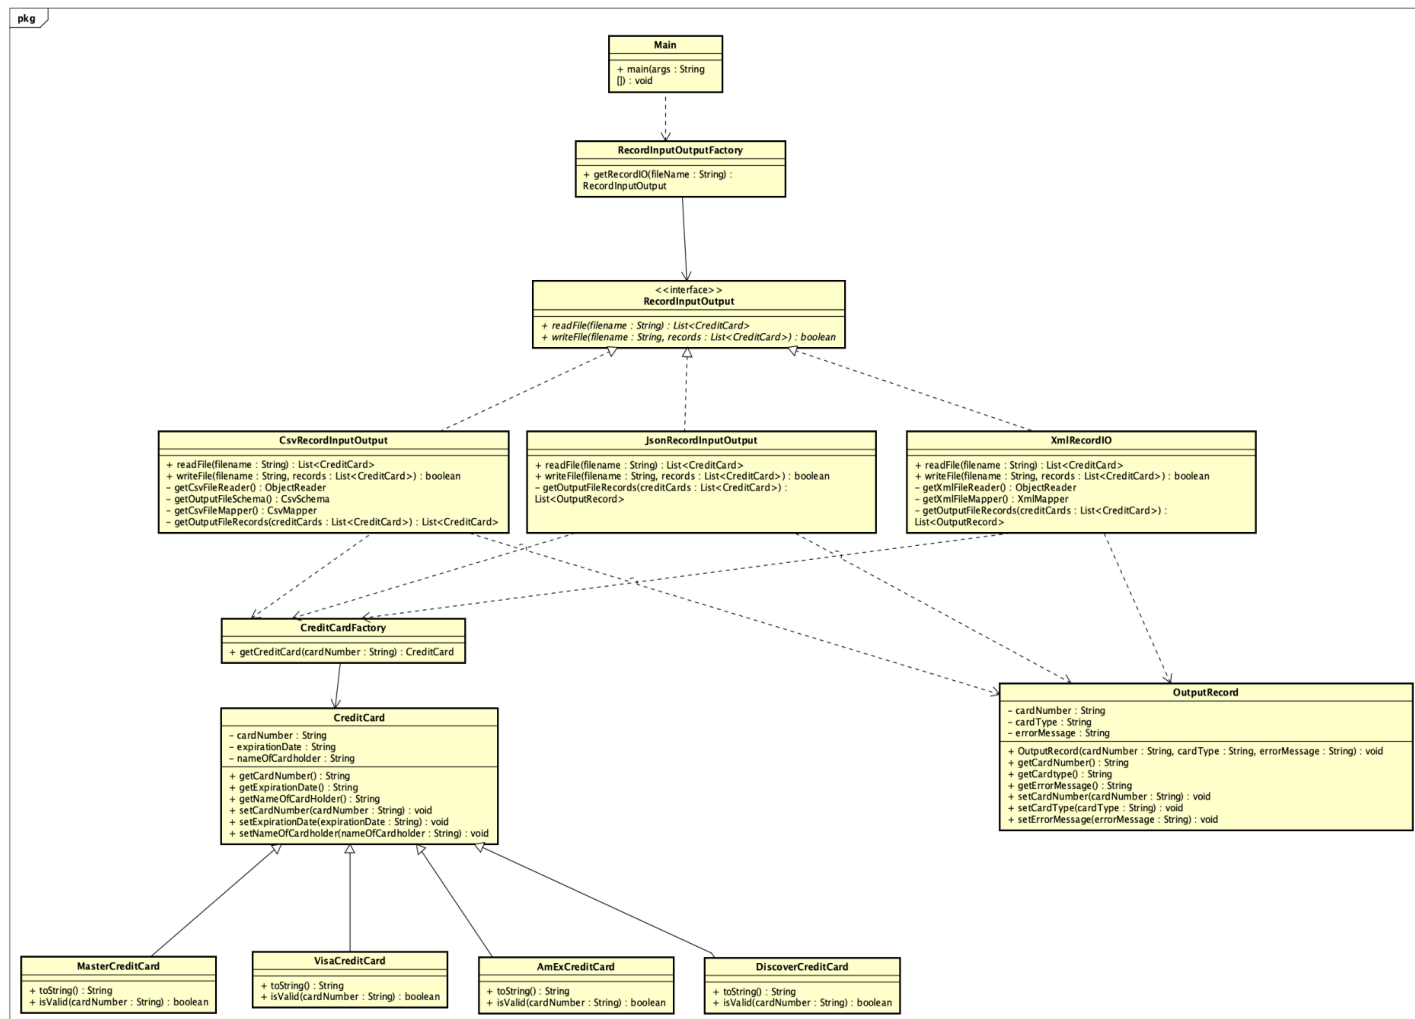 pkg
Main
+ main(args : String
[]) : void
RecordInputOutputFactory
+ getRecordIO(fileName : String) :
RecordInputOutput
<<interface>>
RecordInputOutput
+ readFile(filename : String) : List<CreditCard>
+ writeFile(filename : String, records : List<CreditCard>) : boolean
CsvRecordInputOutput
+ readFile(filename : String) : List<CreditCard>
+ writeFile(filename : String, records : List<CreditCard>) : boolean
- getCsvFileReader() : ObjectReader
- getOutputFileSchema() : CsvSchema
- getCsvFileMapper() : CsvMapper
- getOutputFileRecords(creditCards : List<CreditCard>) : List<CreditCard>
JsonRecordInputOutput
+ readFile(filename : String) : List<CreditCard>
+ writeFile(filename : String, records : List<CreditCard>) : boolean
- getOutputFileRecords(creditCards : List<CreditCard>) :
List<OutputRecord>
XmlRecordIO
+ readFile(filename : String) : List<CreditCard>
+ writeFile(filename : String, records : List<CreditCard>) : boolean
- getXmlFileReader() : ObjectReader
- getXmlFileMapper() : XmlMapper
- getOutputFileRecords(creditCards : List<CreditCard>) :
List<OutputRecord>
CreditCardFactory
+ getCreditCard(cardNumber : String) : CreditCard
CreditCard
- cardNumber : String
- expirationDate : String
- nameOfCardholder : String
+ getCardNumber() : String
+ getExpirationDate() : String
+ getNameOfCardHolder() : String
+ setCardNumber(cardNumber : String) : void
+ setExpirationDate(expirationDate : String) : void
+ setNameOfCardholder(nameOfCardholder : String) : void
OutputRecord
- cardNumber : String
- cardType : String
- errorMessage : String
+ OutputRecord(cardNumber : String, cardType : String, errorMessage : String) : void
+ getCardNumber() : String
+ getCardtype() : String
+ getErrorMessage() : String
+ setCardNumber(cardNumber : String) : void
+ setCardType(cardType : String) : void
+ setErrorMessage(errorMessage : String) : void
MasterCreditCard
+ toString() : String
+ isValid(cardNumber : String) : boolean
VisaCreditCard
+ toString() : String
+ isValid(cardNumber : String) : boolean
AmExCreditCard
+ toString() : String
+ isValid(cardNumber : String) : boolean
DiscoverCreditCard
+ toString() : String
+ isValid(cardNumber : String) : boolean